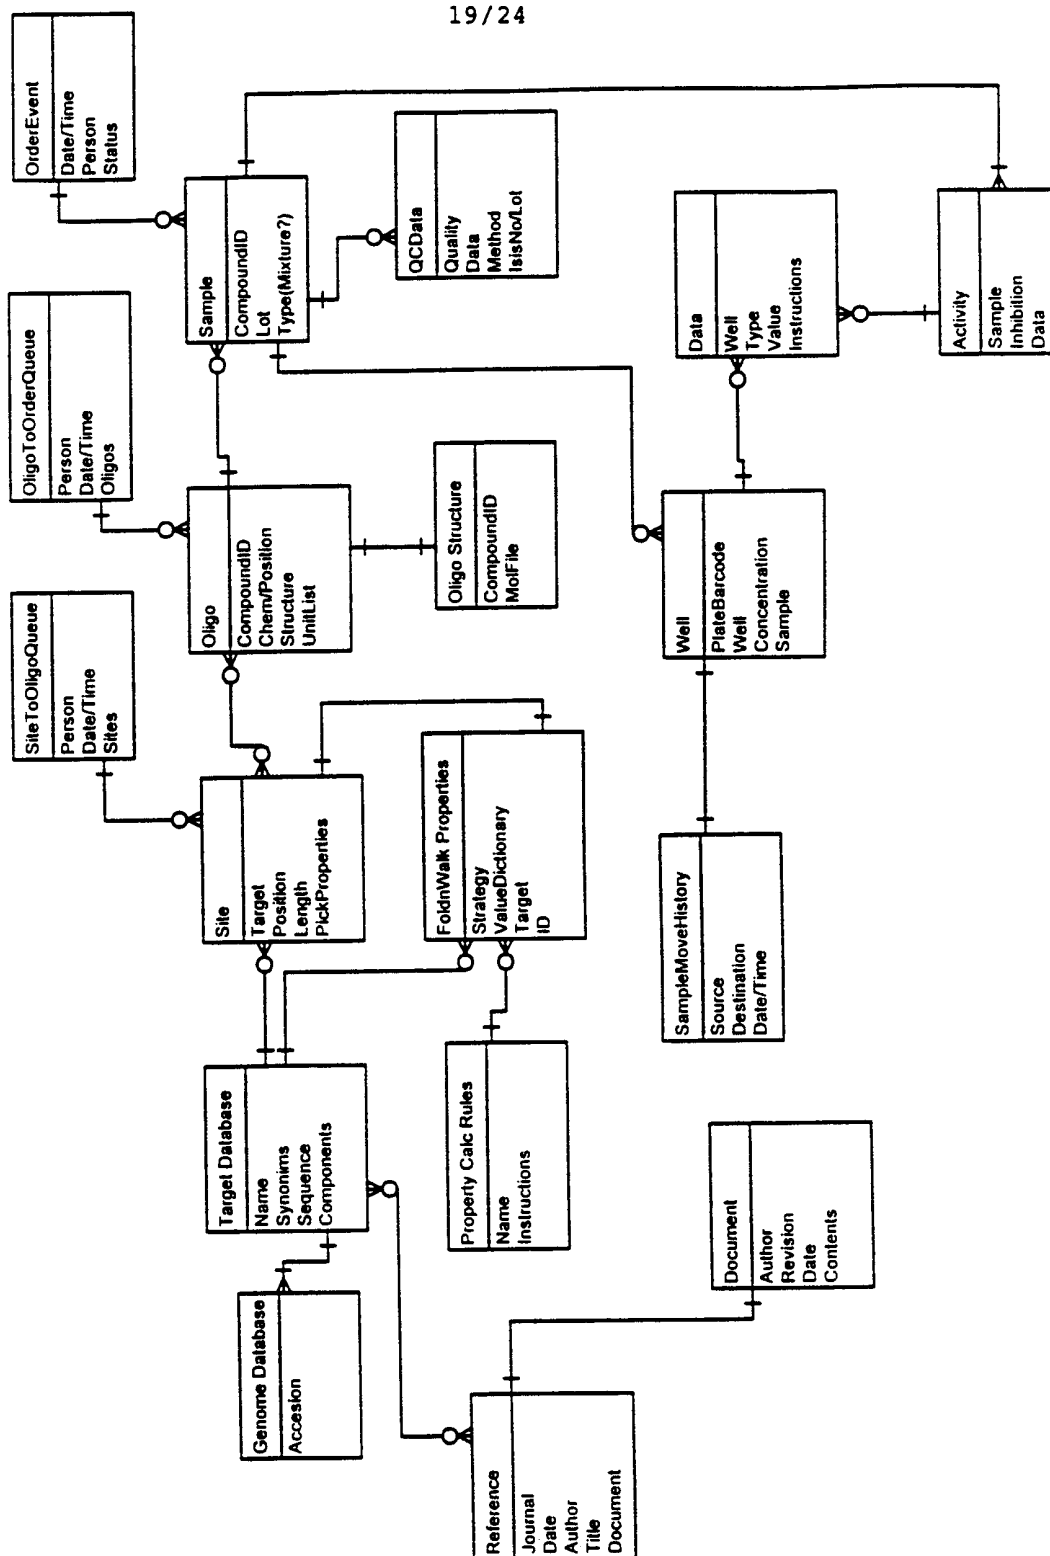 19/24
OrderEvent
Date/Time
Person
Status
OligoToOrderQueue
Person
Date/Time
Oligos
SiteToOligoQueue
Person
Date/Time
Sites
Sample
CompoundID
Lot
Type(Mixture?)
QCData
Quality
Data
Method
IsisNo/Lot
Oligo
CompoundID
Chem/Position
Structure
UnitList
Oligo Structure
CompoundID
MolFile
Site
Target
Position
Length
PickProperties
FoldnWalk Properties
Strategy
ValueDictionary
Target
ID
Target Database
Name
Synonims
Sequence
Components
Genome Database
Accesion
Property Calc Rules
Name
Instructions
Reference
Journal
Date
Author
Title
Document
Document
Author
Revision
Date
Contents
SampleMoveHistory
Source
Destination
Date/Time
Well
PlateBarcode
Well
Concentration
Sample
Data
Well
Type
Value
Instructions
Activity
Sample
Inhibition
Data